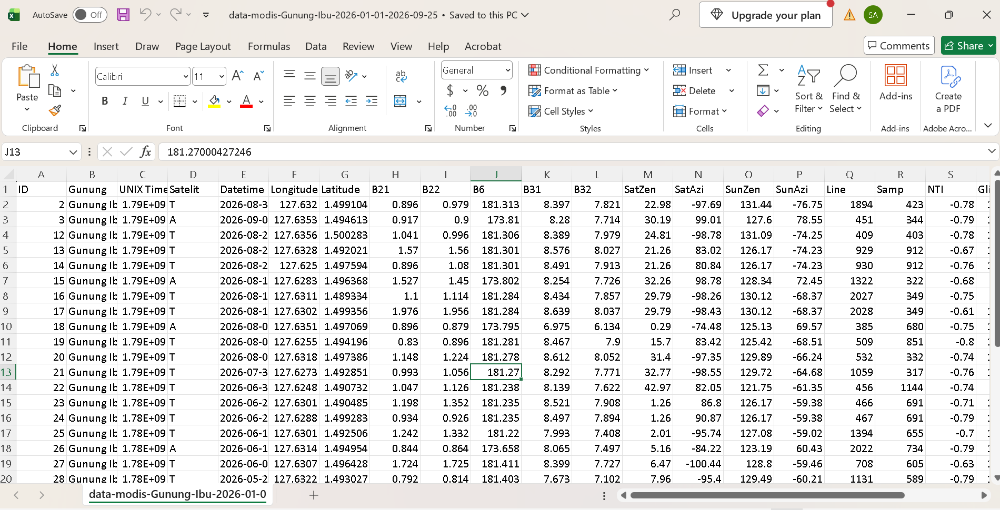 AutoSave Off data-modis-Gunung-Ibu-2026-01-01-2026-09-25 • Saved to this PC Upgrade your plan SA
File Home Insert Draw Page Layout Formulas Data Review View Help Acrobat Comments Share
Paste
Clipboard
Calibri 11
B I U A
Font
ab
Alignment
General
$ % ,
Number
Conditional Formatting
Format as Table
Cell Styles
Styles
Insert
Delete
Format
Cells
Sort & Filter
Find & Select
Editing
Add-ins
Add-ins
Create a PDF
Adobe Acro...
J13 fx 181.27000427246
A B C D E F G H I J K L M N O P Q R S
1 ID Gunung UNIX Time Satelit Datetime Longitude Latitude B21 B22 B6 B31 B32 SatZen SatAzi SunZen SunAzi Line Samp NTI Gli
2 2 Gunung Ib 1.79E+09 T 2026-08-3 127.632 1.499104 0.896 0.979 181.313 8.397 7.821 22.98 -97.69 131.44 -76.75 1894 423 -0.78
3 3 Gunung Ib 1.79E+09 A 2026-09-0 127.6353 1.494613 0.917 0.9 173.81 8.28 7.714 30.19 99.01 127.6 78.55 451 344 -0.79
4 12 Gunung Ib 1.79E+09 T 2026-08-2 127.6356 1.500283 1.041 0.996 181.306 8.389 7.979 24.81 -98.78 131.09 -74.25 409 403 -0.78
5 13 Gunung Ib 1.79E+09 T 2026-08-2 127.6328 1.492021 1.57 1.56 181.301 8.576 8.027 21.26 83.02 126.17 -74.23 929 912 -0.67
6 14 Gunung Ib 1.79E+09 T 2026-08-2 127.625 1.497594 0.896 1.08 181.301 8.491 7.913 21.26 80.84 126.17 -74.23 930 912 -0.76
7 15 Gunung Ib 1.79E+09 A 2026-08-1 127.6283 1.496368 1.527 1.45 173.802 8.254 7.726 32.26 98.78 128.34 72.45 1322 322 -0.68
8 16 Gunung Ib 1.79E+09 T 2026-08-1 127.6311 1.489334 1.1 1.114 181.284 8.434 7.857 29.79 -98.26 130.12 -68.37 2027 349 -0.75
9 17 Gunung Ib 1.79E+09 T 2026-08-1 127.6302 1.499356 1.976 1.956 181.284 8.639 8.037 29.79 -98.43 130.12 -68.37 2028 349 -0.61
10 18 Gunung Ib 1.79E+09 A 2026-08-0 127.6351 1.497069 0.896 0.879 173.795 6.975 6.134 0.29 -74.48 125.13 69.57 385 680 -0.75
11 19 Gunung Ib 1.79E+09 T 2026-08-0 127.6255 1.494196 0.83 0.896 181.281 8.467 7.9 15.7 83.42 125.42 -68.51 509 851 -0.8
12 20 Gunung Ib 1.79E+09 T 2026-08-0 127.6318 1.497386 1.148 1.224 181.278 8.612 8.052 31.4 -97.35 129.89 -66.24 532 332 -0.74
13 21 Gunung Ib 1.79E+09 T 2026-07-3 127.6273 1.492851 0.993 1.056 181.27 8.292 7.771 32.77 -98.55 129.72 -64.68 1059 317 -0.76
14 22 Gunung Ib 1.78E+09 T 2026-06-3 127.6248 1.490732 1.047 1.126 181.238 8.139 7.622 42.97 82.05 121.75 -61.35 456 1144 -0.74
15 23 Gunung Ib 1.78E+09 T 2026-06-2 127.6301 1.490485 1.198 1.352 181.235 8.521 7.908 1.26 86.8 126.17 -59.38 466 691 -0.71
16 24 Gunung Ib 1.78E+09 T 2026-06-2 127.6288 1.499283 0.934 0.926 181.235 8.497 7.894 1.26 90.87 126.17 -59.38 467 691 -0.79
17 25 Gunung Ib 1.78E+09 T 2026-06-1 127.6301 1.492506 1.242 1.332 181.22 7.993 7.408 2.01 -95.74 127.08 -59.02 1394 655 -0.7
18 26 Gunung Ib 1.78E+09 A 2026-06-1 127.6314 1.494954 0.844 0.864 173.658 8.065 7.497 5.16 -84.22 123.19 60.43 2022 734 -0.79
19 27 Gunung Ib 1.78E+09 T 2026-06-0 127.6307 1.496428 1.724 1.725 181.411 8.399 7.727 6.47 -100.44 128.8 -59.46 708 605 -0.63
20 28 Gunung Ib 1.78E+09 T 2026-05-2 127.6322 1.493027 0.792 0.814 181.403 7.673 7.102 7.96 -95.4 129.49 -60.21 1131 589 -0.79
data-modis-Gunung-Ibu-2026-01-0